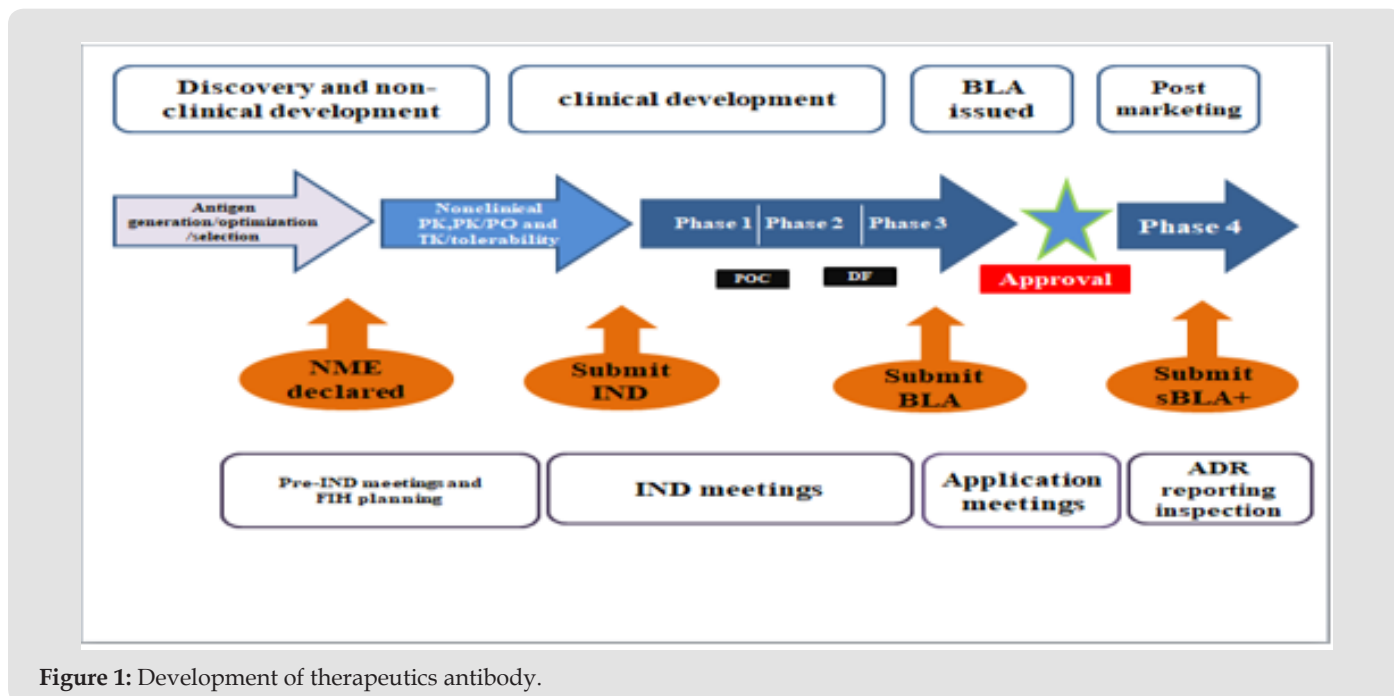 Discovery and non-
clinical development
clinical development
BLA
issued
Post
marketing
Antigen
generation/optimization
/selection
Nonclinical
PK,PK/PO and
TK/tolerability
Phase 1
Phase 2
Phase 3
Phase 4
POC
DF
Approval
NME
declared
Submit
IND
Submit
BLA
Submit
sBLA+
Pre-IND meetings and
FIH planning
IND meetings
Application
meetings
ADR
reporting
inspection
Figure 1: Development of therapeutics antibody.